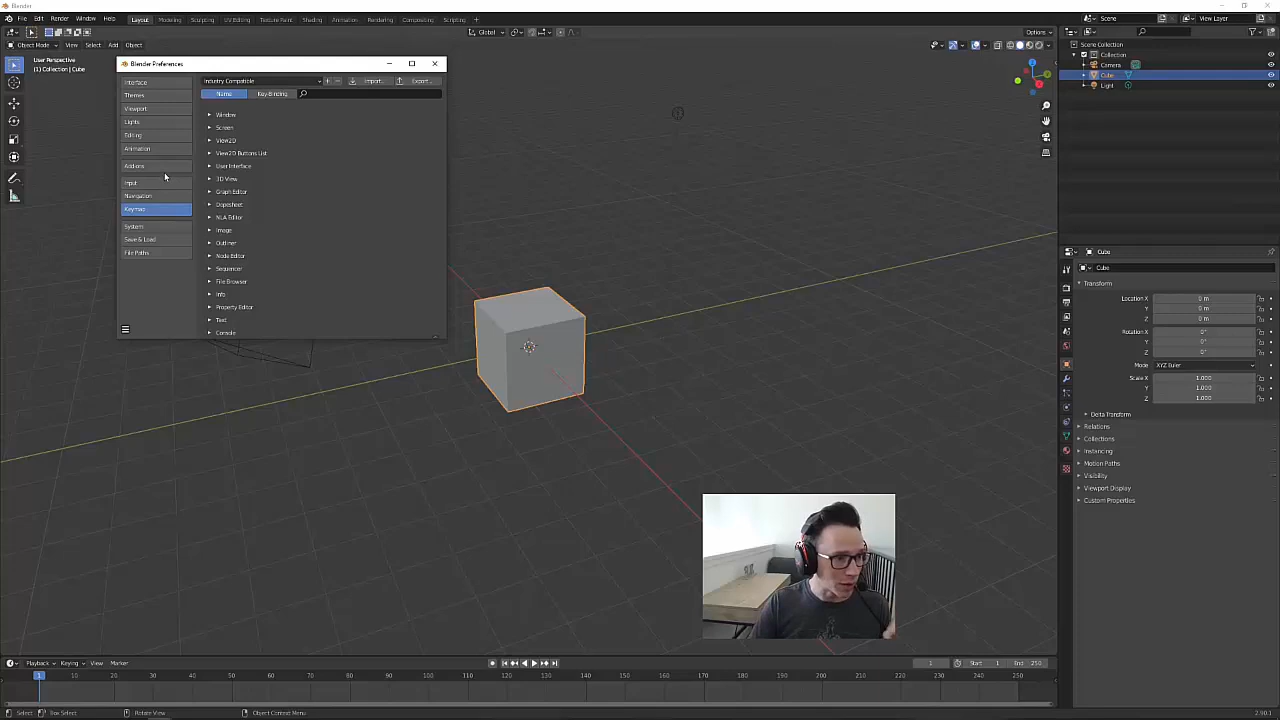 Blender
File Edit Render Window Help Layout Modeling Sculpting UV Editing Texture Paint Shading Animation Rendering Compositing Scripting + Scene View Layer
Global Options
Object Mode View Select Add Object
User Perspective
(1) Collection | Cube
Blender Preferences
Interface
Themes
Viewport
Lights
Editing
Animation
Add-ons
Input
Navigation
Keymap
System
Save & Load
File Paths
Industry Compatible Import... Export...
Name Key-Binding
Window
Screen
View2D
View2D Buttons List
User Interface
3D View
Graph Editor
Dopesheet
NLA Editor
Image
Outliner
Node Editor
Sequencer
File Browser
Info
Property Editor
Text
Console
Scene Collection
Collection
Camera
Cube
Light
Cube
Cube
Transform
Location X 0 m
Y 0 m
Z 0 m
Rotation X 0°
Y 0°
Z 0°
Mode XYZ Euler
Scale X 1.000
Y 1.000
Z 1.000
Delta Transform
Relations
Collections
Instancing
Motion Paths
Visibility
Viewport Display
Custom Properties
Playback Keying View Marker 1 Start 1 End 250
1 10 20 30 40 50 60 70 80 90 100 110 120 130 140 150 160 170 180 190 200 210 220 230 240 250
Select Box Select Rotate View Object Context Menu 2.90.1